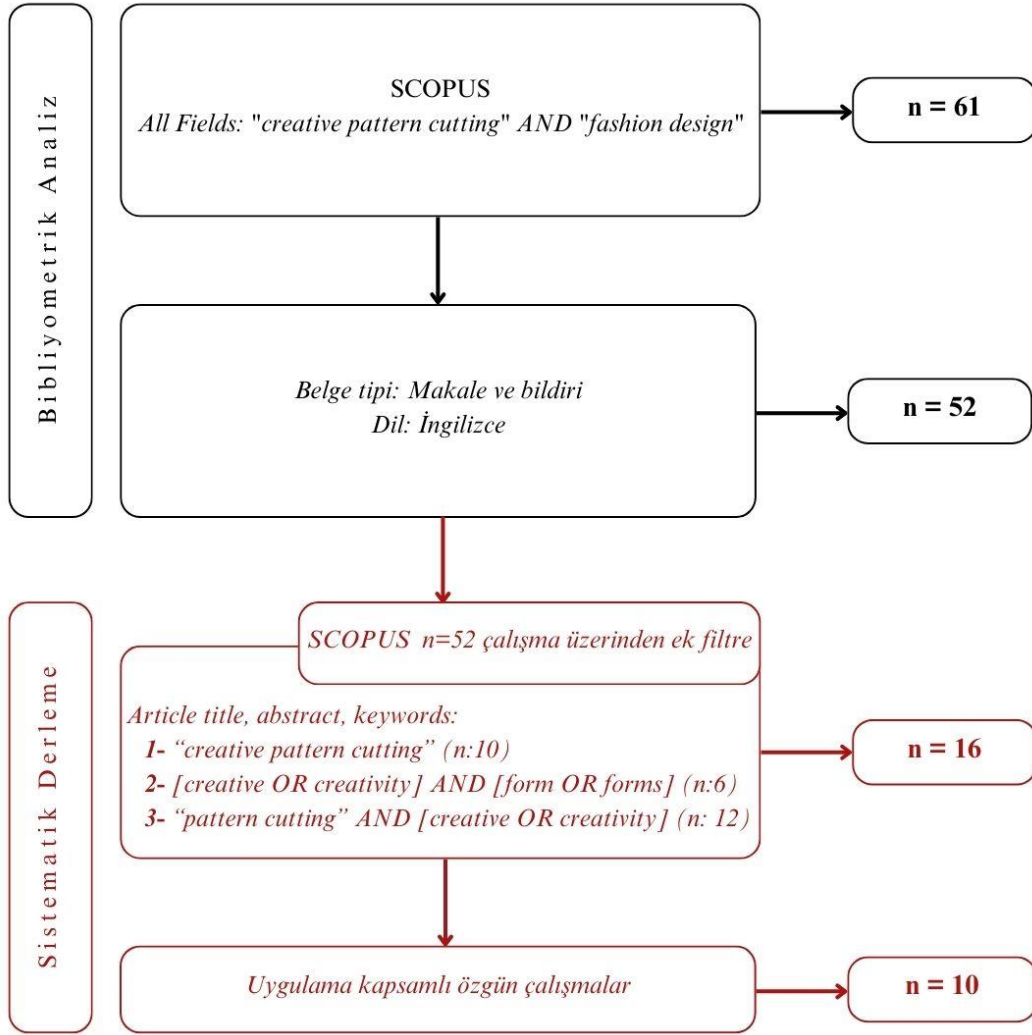 Bibliyometrik Analiz
SCOPUS
All Fields: "creative pattern cutting" AND "fashion design"
n = 61
Belge tipi: Makale ve bildiri
Dil: İngilizce
n = 52
Sistematik Derleme
SCOPUS n=52 çalışma üzerinden ek filtre
Article title, abstract, keywords:
1- “creative pattern cutting” (n:10)
2- [creative OR creativity] AND [form OR forms] (n:6)
3- “pattern cutting” AND [creative OR creativity] (n: 12)
n = 16
Uygulama kapsamlı özgün çalışmalar
n = 10